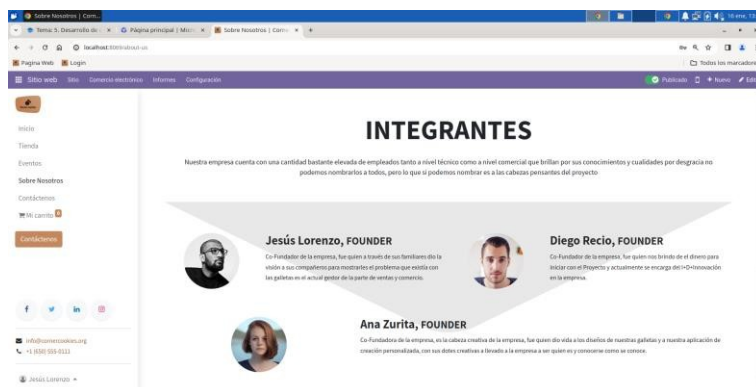 Sobre Nosotros | Com...
16 ene, 13:
Tema: 5. Desarrollo de
Página principal | Micr
Sobre Nosotros | Come
localhost:8069/about-us
Pagina Web
Login
Todos los marcadores
Sitio web
Sitio
Comercio electrónico
Informes
Configuración
Publicado
+ Nuevo
Edit
Inicio
Tienda
Eventos
Sobre Nosotros
Contáctenos
Mi carrito 0
Contáctenos
info@comercookies.org
+1 (650) 555-0111
Jesús Lorenzo
INTEGRANTES
Nuestra empresa cuenta con una cantidad bastante elevada de empleados tanto a nivel técnico como a nivel comercial que brillan por sus conocimientos y cualidades por desgracia no
podemos nombrarlos a todos, pero lo que si podemos nombrar es a las cabezas pensantes del proyecto
Jesús Lorenzo, FOUNDER
Co-Fundador de la empresa, fue quien a través de sus familiares dio la
visión a sus compañeros para mostrarles el problema que existía con
las galletas es el actual gestor de la parte de ventas y comercio.
Diego Recio, FOUNDER
Co-Fundador de la empresa, fue quien nos brindo de el dinero para
iniciar con el Proyecto y actualmente se encarga del I+D+Innovación
en la empresa.
Ana Zurita, FOUNDER
Co-Fundadora de la empresa, es la cabeza creativa de la empresa, fue quien dio vida a los diseños de nuestras galletas y a nuestra aplicación de
creación personalizada, con sus dotes creativas a llevado a la empresa a ser quien es y conocerse como se conoce.